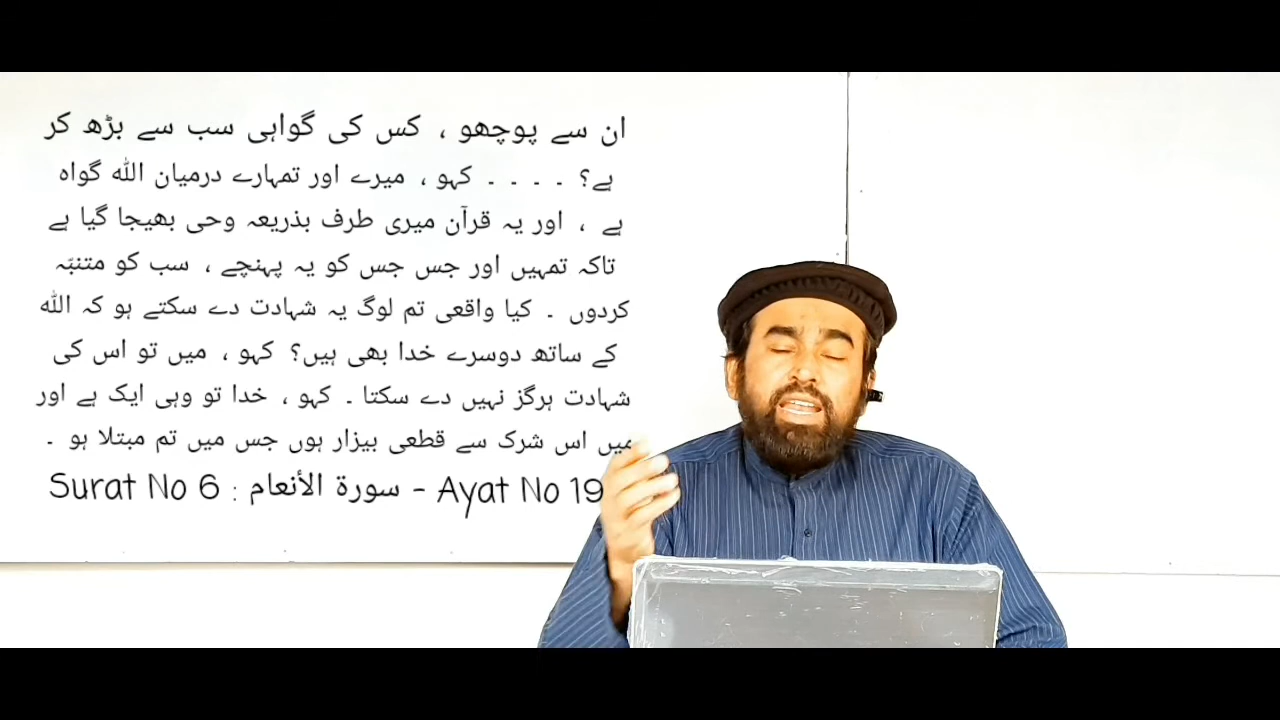 ان سے پوچھو ، کس کی گواہی سب سے بڑھ کر
ہے؟ ۔ ۔ ۔ ۔ کہو ، میرے اور تمہارے درمیان اللّٰہ گواہ
ہے ، اور یہ قرآن میری طرف بذریعہ وحی بھیجا گیا ہے
تاکہ تمہیں اور جس جس کو یہ پہنچے ، سب کو متنبّہ
کردوں ۔ کیا واقعی تم لوگ یہ شہادت دے سکتے ہو کہ اللّٰہ
کے ساتھ دوسرے خدا بھی ہیں؟ کہو ، میں تو اس کی
شہادت ہرگز نہیں دے سکتا ۔ کہو ، خدا تو وہی ایک ہے اور
میں اس شرک سے قطعی بیزار ہوں جس میں تم مبتلا ہو ۔
Surat No 6 : سورة الأنعام - Ayat No 19